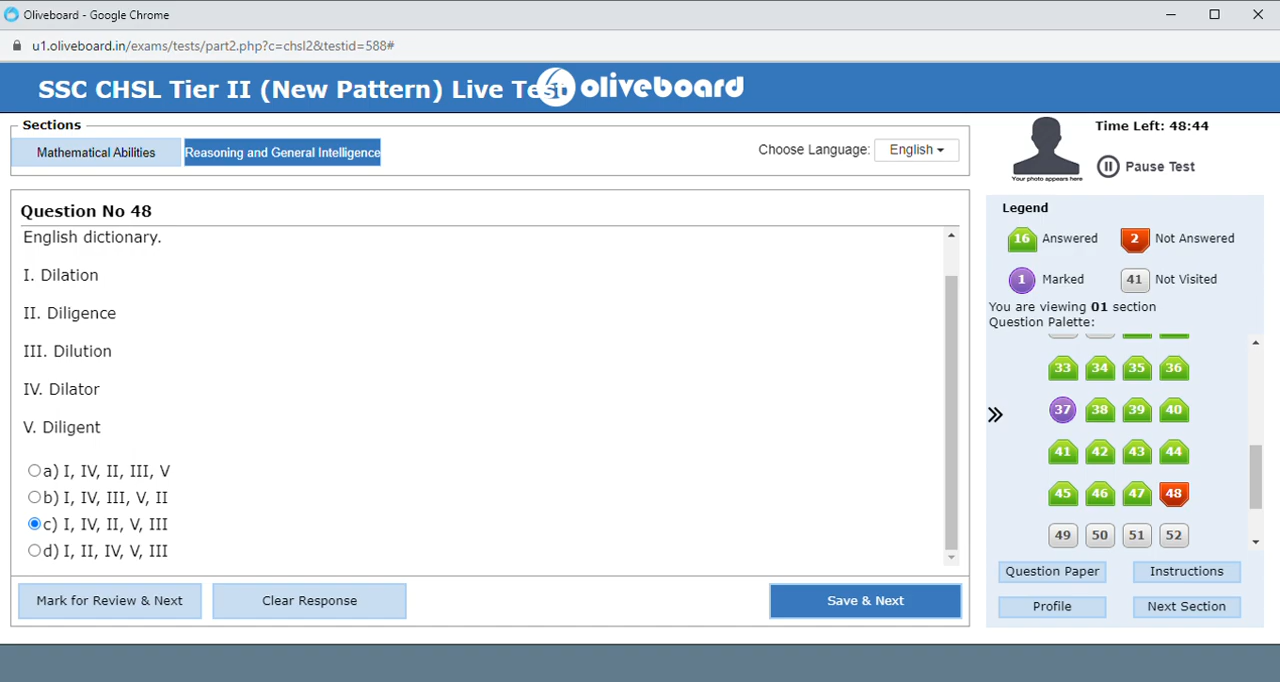 Oliveboard - Google Chrome
u1.oliveboard.in/exams/tests/part2.php?c=chsl2&testid=588#
SSC CHSL Tier II (New Pattern) Live Test
oliveboard
Sections
Mathematical Abilities
Reasoning and General Intelligence
Choose Language: English
Your photo appears here
Time Left: 48:44
Pause Test
Question No 48
English dictionary.
I. Dilation
II. Diligence
III. Dilution
IV. Dilator
V. Diligent
a) I, IV, II, III, V
b) I, IV, III, V, II
c) I, IV, II, V, III
d) I, II, IV, V, III
Mark for Review & Next
Clear Response
Save & Next
Legend
16 Answered
2 Not Answered
1 Marked
41 Not Visited
You are viewing 01 section
Question Palette:
33 34 35 36
37 38 39 40
41 42 43 44
45 46 47 48
49 50 51 52
Question Paper
Instructions
Profile
Next Section